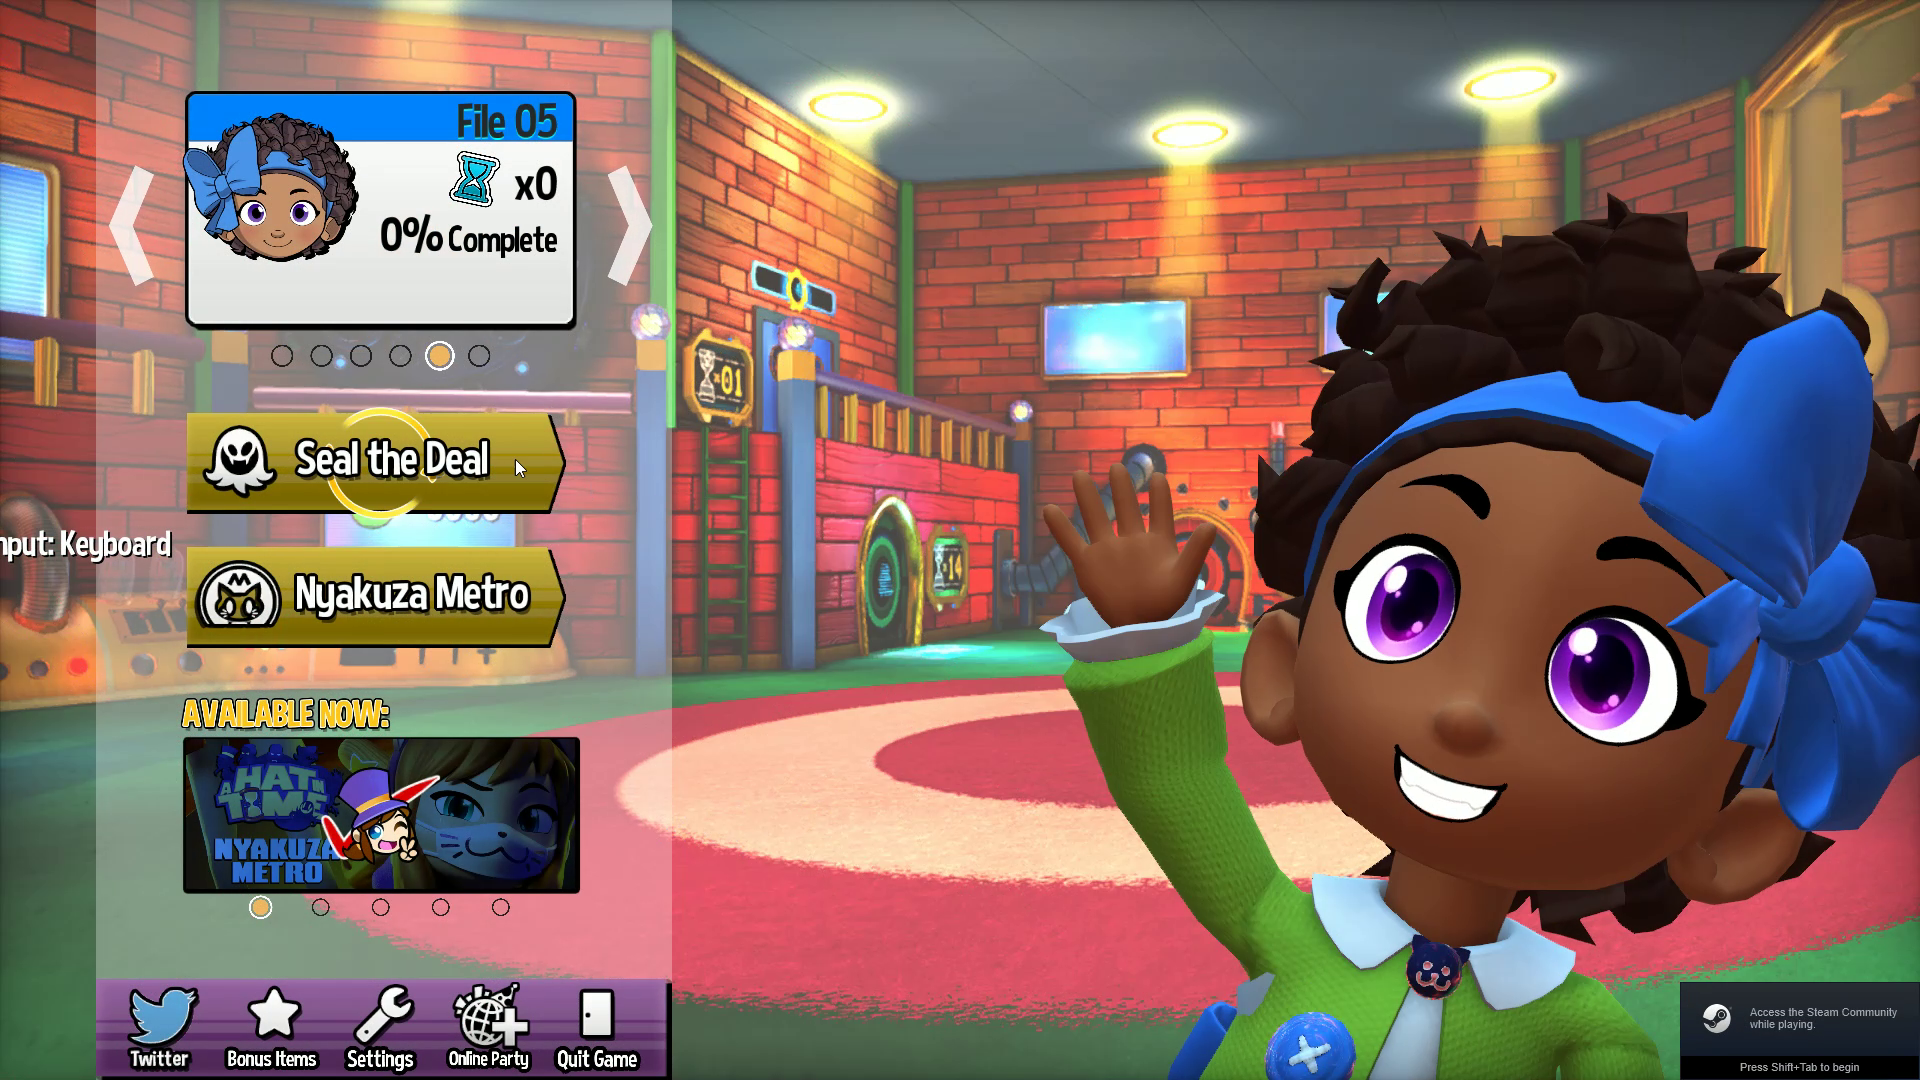 File 05
x0
0% Complete
x01
Seal the Deal
nput: Keyboard
Nyakuza Metro
14
AVAILABLE NOW:
A HAT IN TIME
NYAKUZA
METRO
Twitter
Bonus Items
Settings
Online Party
Quit Game
Access the Steam Community
while playing.
Press Shift+Tab to begin